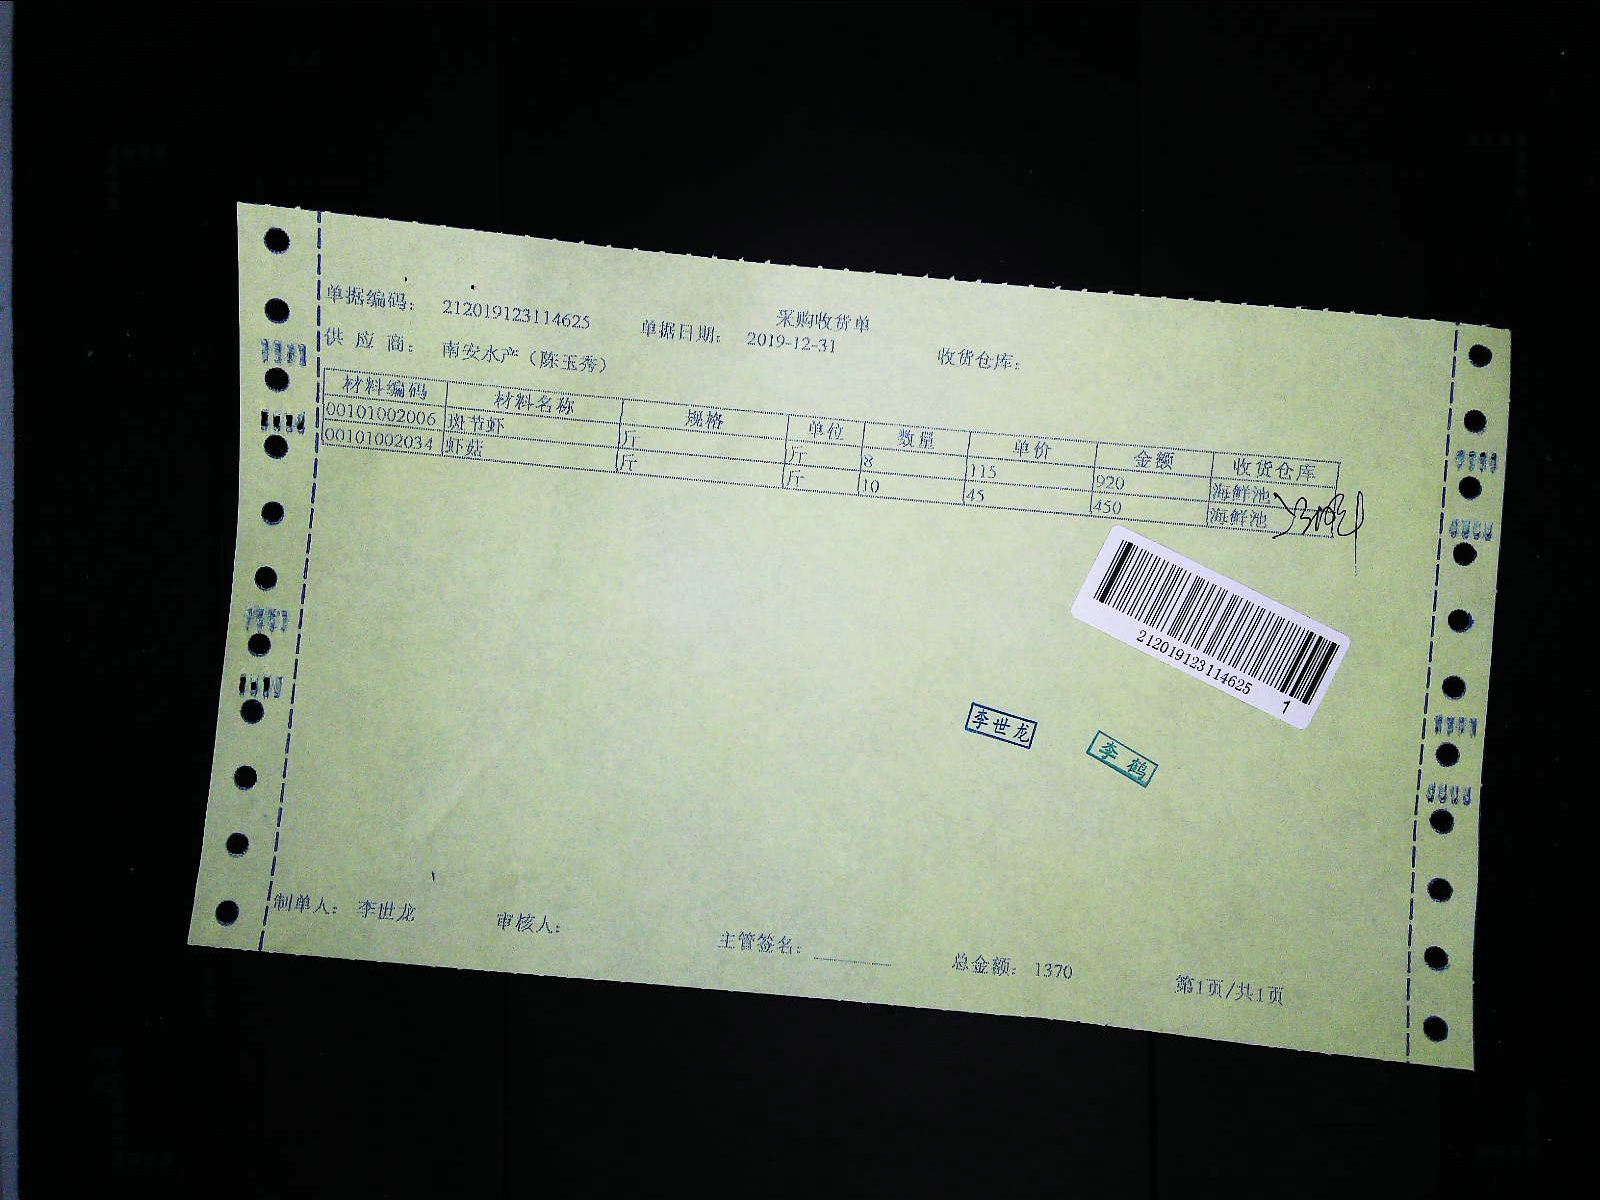 采购收货单
单据编码： 212019123114625 单据日期： 2019-12-31 收货仓库：
供 应 商： 南安水产（陈玉秀）
材料编码 材料名称 规格 单位 数量 单价 金额 收货仓库
00101002006 斑节虾 斤 斤 8 115 920 海鲜池
00101002034 虾菇 斤 斤 10 45 450 海鲜池
212019123114625
1
李世龙
李鹤
制单人： 李世龙 审核人： 主管签名： 总金额： 1370 第1页/共1页